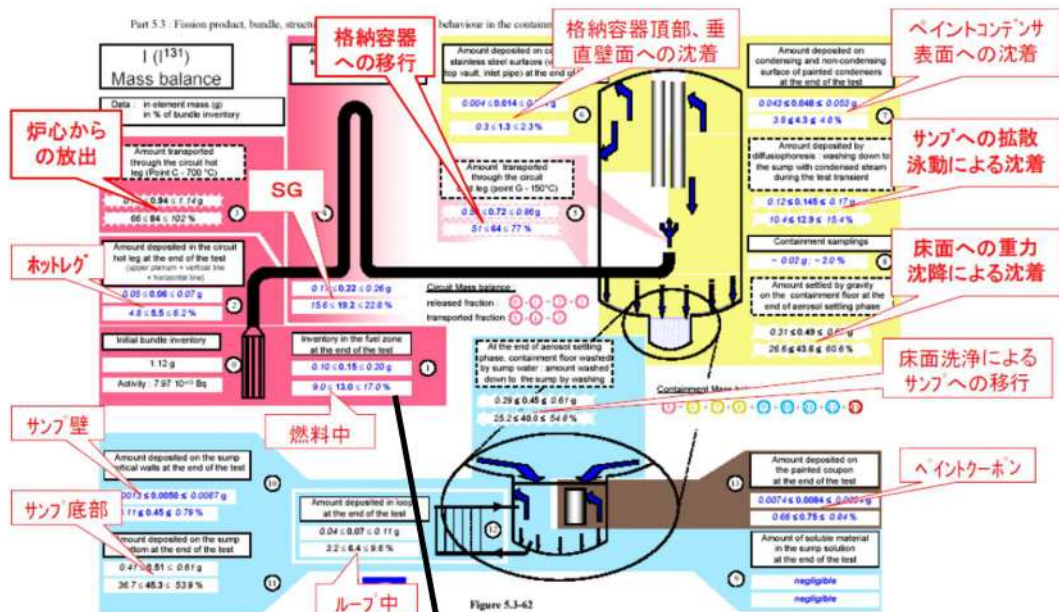 Part 5.3 : Fission product, bundle, structu
behaviour in the containm
I (I¹³¹)
Mass balance
Data : in element mass (g)
in % of bundle inventory
格納容器
への移行
Amount deposited on co
stainless steel surfaces (
top vault, inlet pipe) at the end of
格納容器頂部、垂
直壁面への沈着
0.3 ≤ 1.3 ≤ 2.3 %
6
Amount deposited on
condensing and non-condensing
surface of painted condensers
at the end of the test
ペイントコンデンサ
表面への沈着
0.043 ≤ 0.048 ≤ 0.053 g
3.8 ≤ 4.3 ≤ 4.8 %
7
炉心から
の放出
Amount transported
through the circuit hot
leg (Point C - 700 °C)
≤ 0.94 ≤ 1.14 g
66 ≤ 84 ≤ 102 %
3
SG
Amount transported
through the circuit
leg (point G - 150°C)
≤ 0.72 ≤ 0.86 g
51 ≤ 64 ≤ 77 %
5
Amount deposited by
diffusiophoresis : washing down to
the sump with condensed steam
during the test transient
サンプへの拡散
泳動による沈着
0.12 ≤ 0.145 ≤ 0.17 g
10.4 ≤ 12.9 ≤ 15.4 %
Containment samplings
~ 0.02 g ; ~ 2.0 %
8
ホットレグ
Amount deposited in the circuit
hot leg at the end of the test
(upper plenum + vertical line
+ horizontal line)
0.05 ≤ 0.06 ≤ 0.07 g
4.8 ≤ 5.5 ≤ 6.2 %
2
≤ 0.22 ≤ 0.26 g
15.6 ≤ 19.2 ≤ 22.8 %
Circuit Mass balance :
released fraction :
transported fraction :
Amount settled by gravity
on the containment floor at the
end of aerosol settling phase
床面への重力
沈降による沈着
26.6 ≤ 43.6 ≤ 60.6 %
Initial bundle inventory
1.12 g
Activity : 7.97 10⁺¹³ Bq
0
Inventory in the fuel zone
at the end of the test
0.10 ≤ 0.15 ≤ 0.20 g
9.0 ≤ 13.0 ≤ 17.0 %
1
At the end of aerosol settling
phase, containment floor washed
by sump water : amount washed
down to the sump by washing
0.29 ≤ 0.45 ≤ 0.61 g
25.2 ≤ 40.0 ≤ 54.8 %
床面洗浄による
サンプへの移行
Containment Mass ba
燃料中
サンプ壁
Amount deposited on the sump
vertical walls at the end of the test
≤ 0.0050 ≤ 0.0087 g
≤ 0.45 ≤ 0.79 %
10
サンプ底部
Amount deposited on the sump
bottom at the end of the test
0.41 ≤ 0.51 ≤ 0.61 g
36.7 ≤ 45.3 ≤ 53.9 %
11
Amount deposited in loop
at the end of the test
0.04 ≤ 0.07 ≤ 0.11 g
3.2 ≤ 6.4 ≤ 9.6 %
12
ループ中
Amount deposited on
the painted coupon
at the end of the test
ペイントクーポン
13
0.66 ≤ 0.75 ≤ 0.84 %
Amount of soluble material
in the sump solution
at the end of the test
negligible
negligible
9
Figure 5.3-62